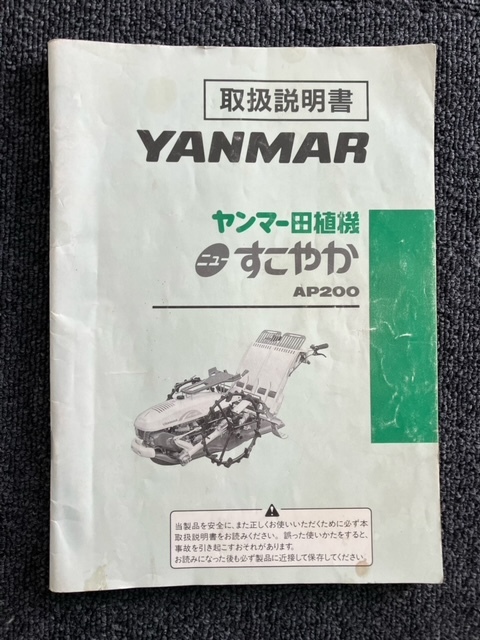 取扱説明書
YANMAR
ヤンマー田植機
ニューすこやか
AP200
当製品を安全に、また正しくお使いいただくために必ず本
取扱説明書をお読みください。誤った使いかたをすると、
事故を引き起こすおそれがあります。
お読みになった後も必ず製品に近接して保存してください。